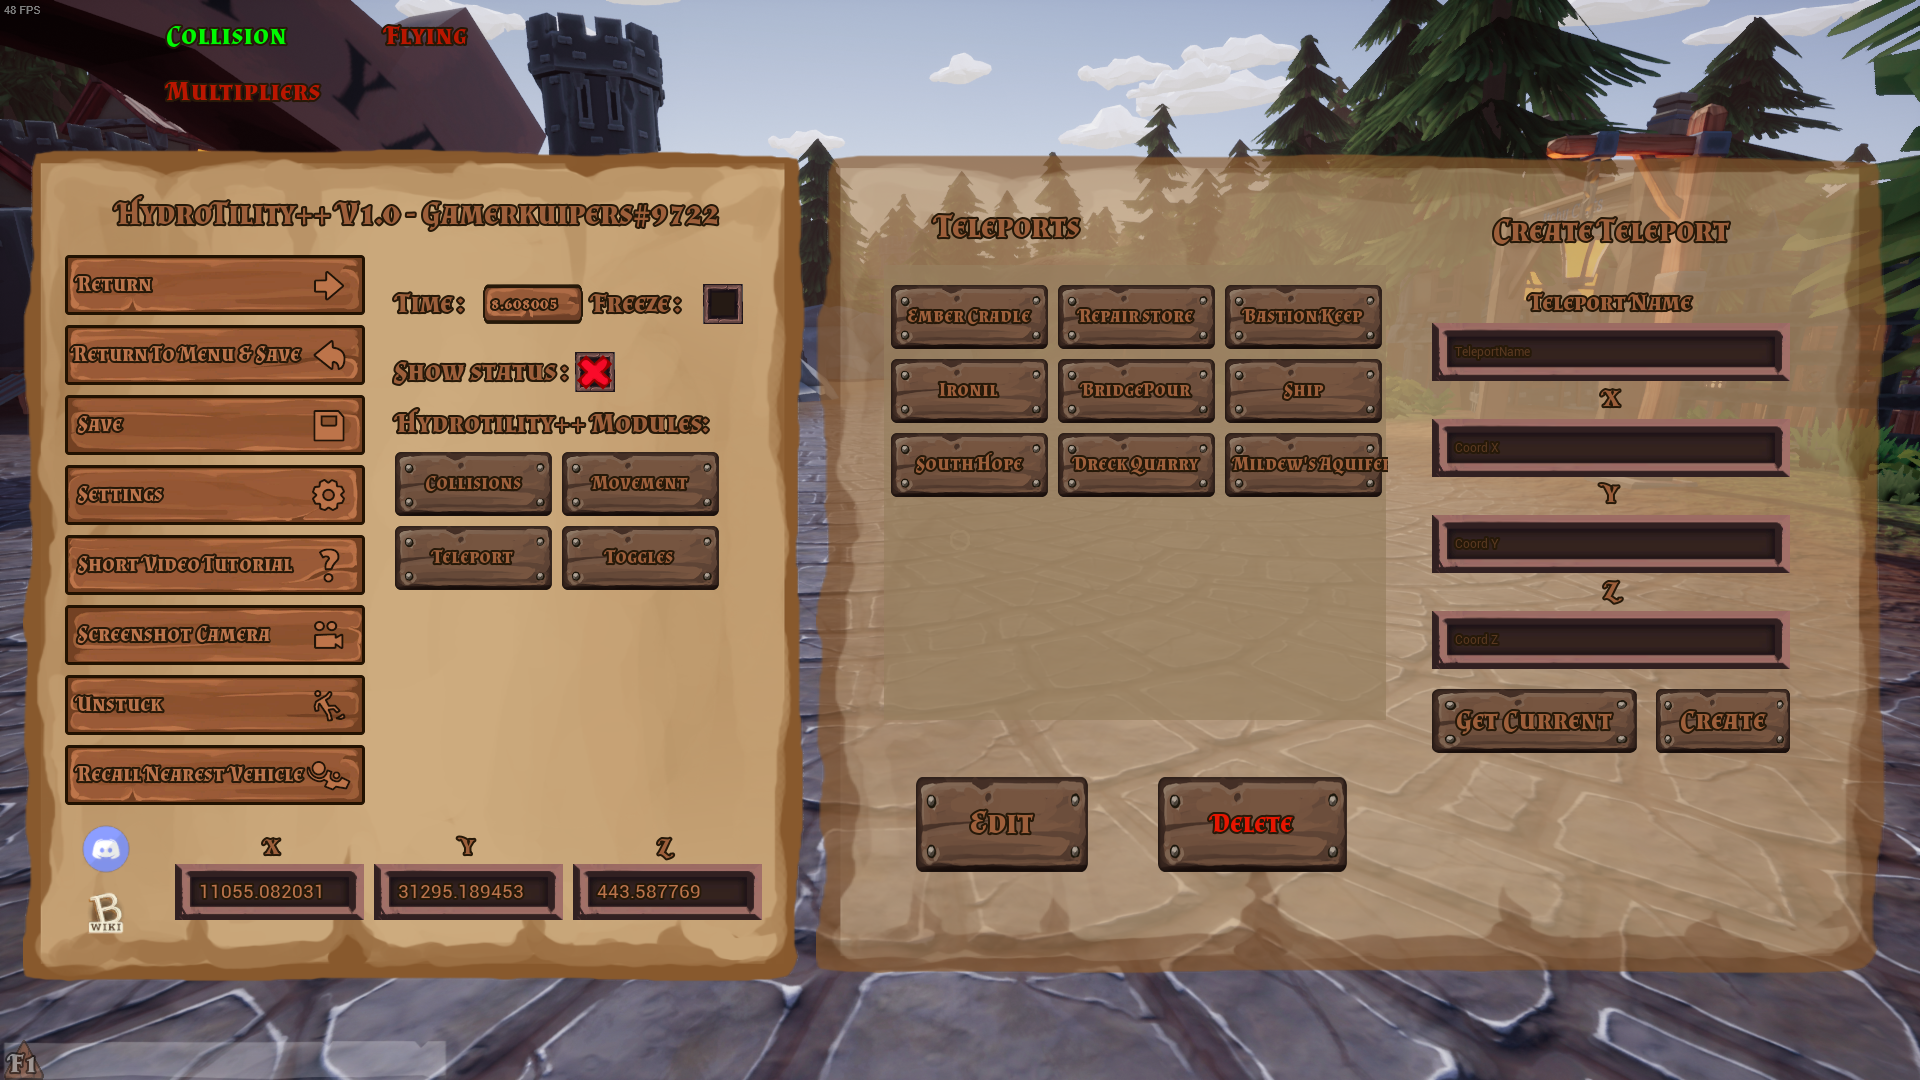 48 FPS
Collision
Flying
Multipliers
HydroTility++ V1.0 - Gamerkuipers#9722
Return
Return To Menu & Save
Save
Settings
Short Video Tutorial
Screenshot Camera
Unstuck
Recall Nearest Vehicle
Time :
8.608005
Freeze :
Show status :
Hydrotility++ Modules:
Collisions
Movement
Teleport
Toggles
X
Y
Z
11055.082031
31295.189453
443.587769
WIKI
Teleports
Ember Cradle
Repairstore
Bastion Keep
Ironil
BridgePour
Ship
South Hope
Dreck Quarry
Mildew's Aquifer
Edit
Delete
Create Teleport
Teleport Name
TeleportName
X
Coord X
Y
Coord Y
Z
Coord Z
Get Current
Create
F1